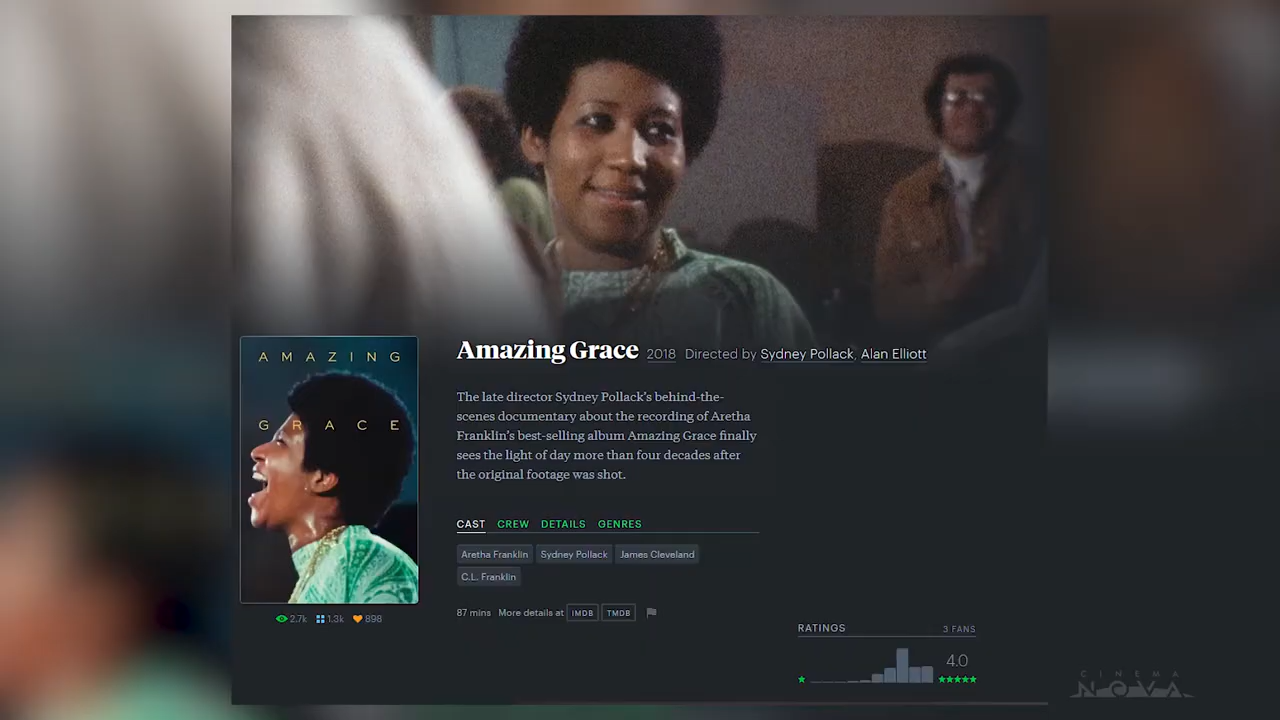 AMAZING
GRACE
Amazing Grace 2018 Directed by Sydney Pollack, Alan Elliott
The late director Sydney Pollack's behind-the-
scenes documentary about the recording of Aretha
Franklin's best-selling album Amazing Grace finally
sees the light of day more than four decades after
the original footage was shot.
CAST CREW DETAILS GENRES
Aretha Franklin Sydney Pollack James Cleveland
C.L. Franklin
87 mins More details at IMDB TMDB
2.7k 1.3k 898
RATINGS 3 FANS
4.0
CINEMA
NOVA